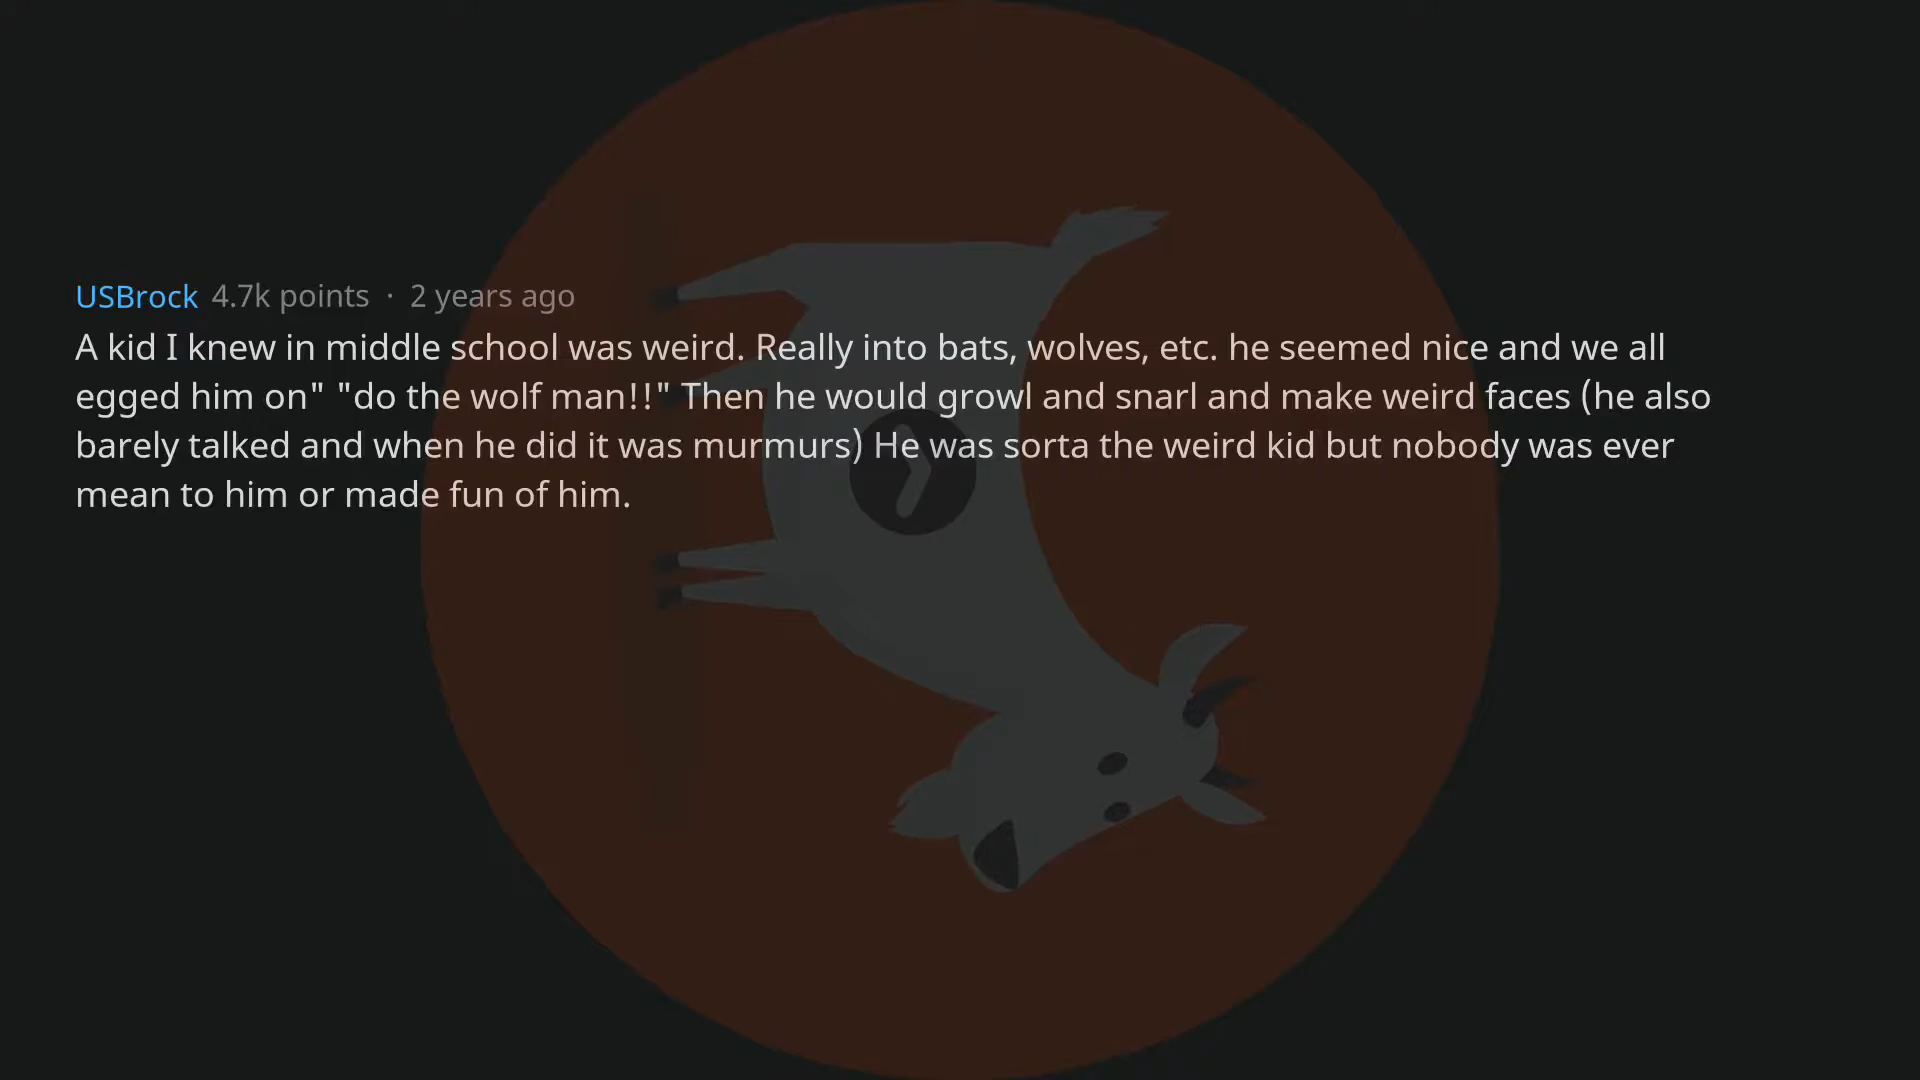 USBrock 4.7k points · 2 years ago
A kid I knew in middle school was weird. Really into bats, wolves, etc. he seemed nice and we all
egged him on" "do the wolf man!!" Then he would growl and snarl and make weird faces (he also
barely talked and when he did it was murmurs) He was sorta the weird kid but nobody was ever
mean to him or made fun of him.